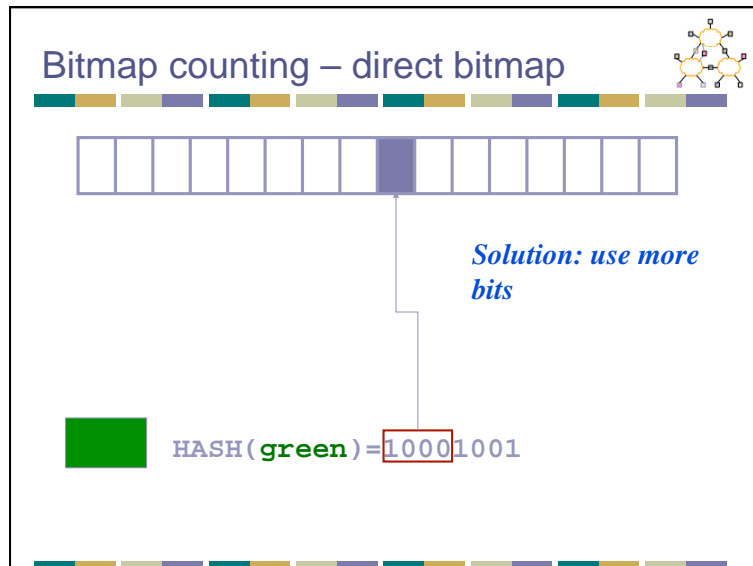 Bitmap counting – direct bitmap
Solution: use more
bits
HASH(green)=10001001